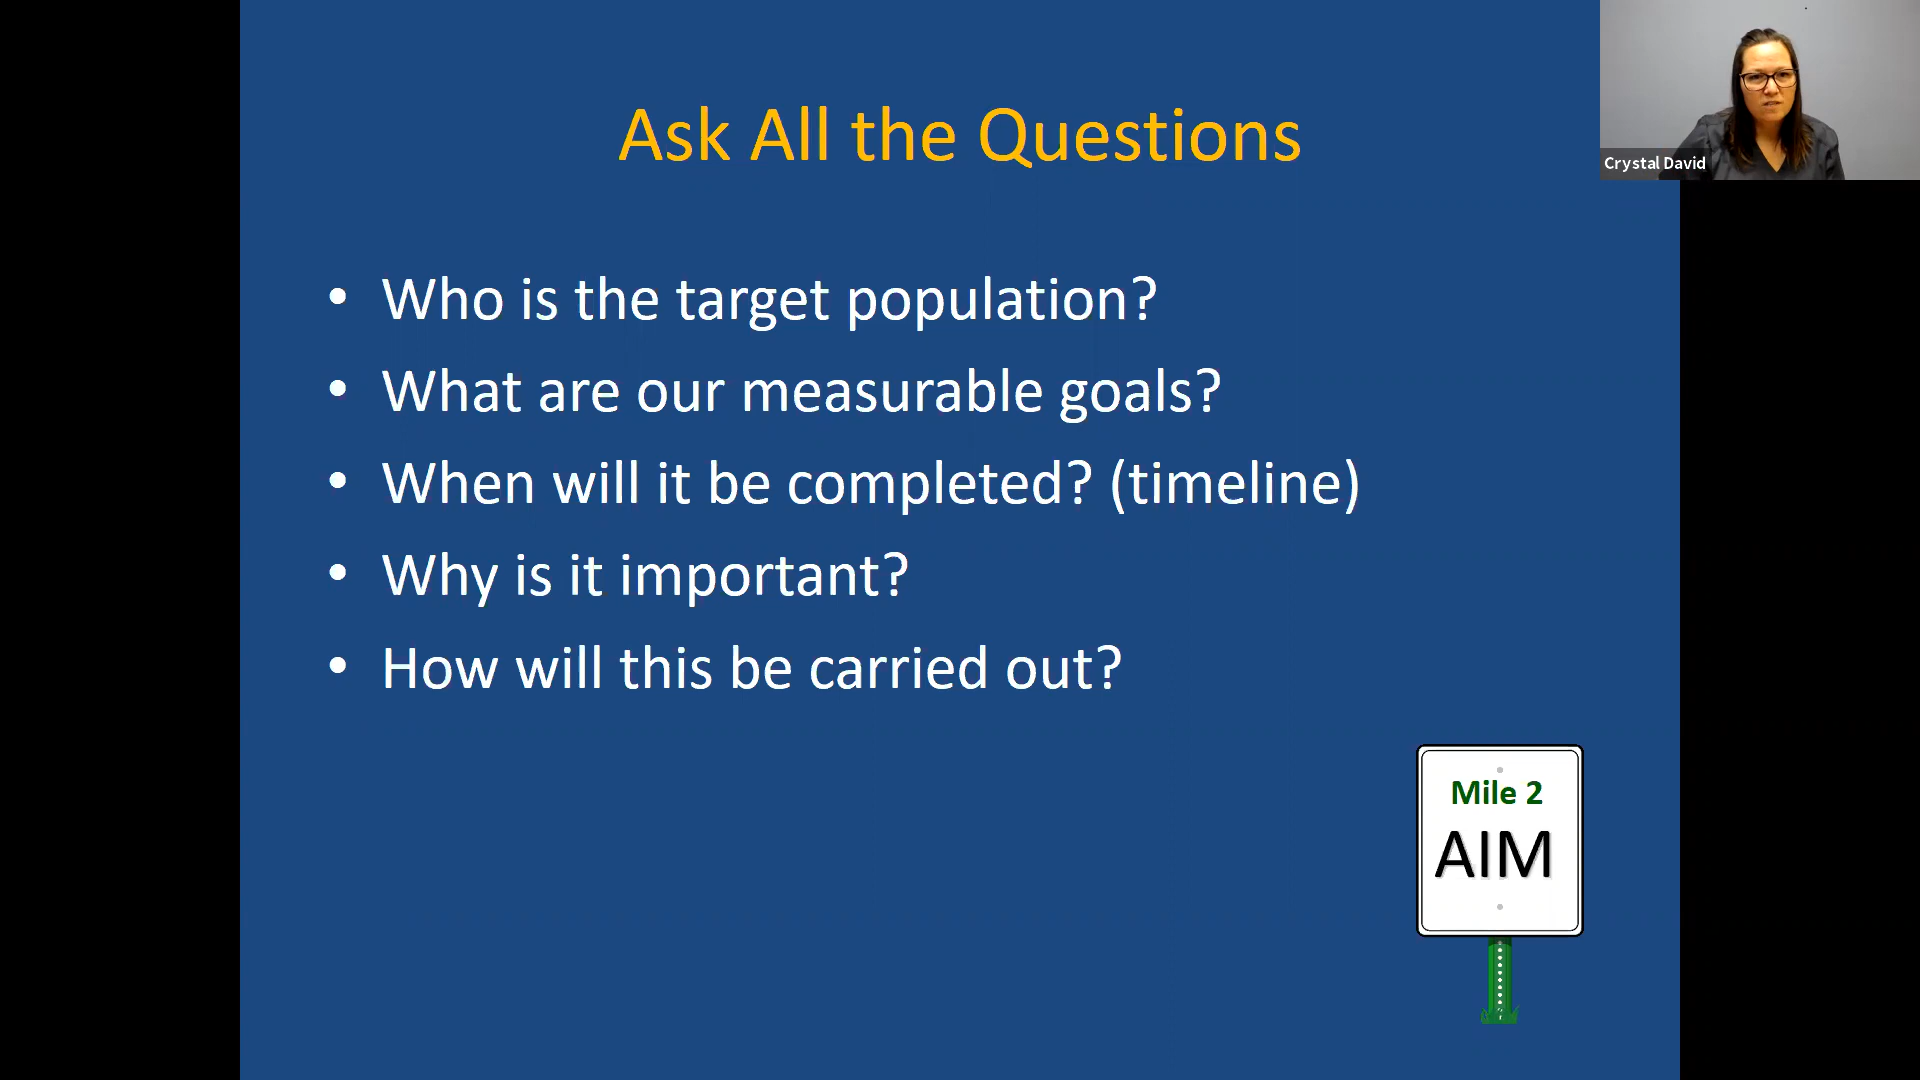 Ask All the Questions
Crystal David
• Who is the target population?
• What are our measurable goals?
• When will it be completed? (timeline)
• Why is it important?
• How will this be carried out?
Mile 2
AIM